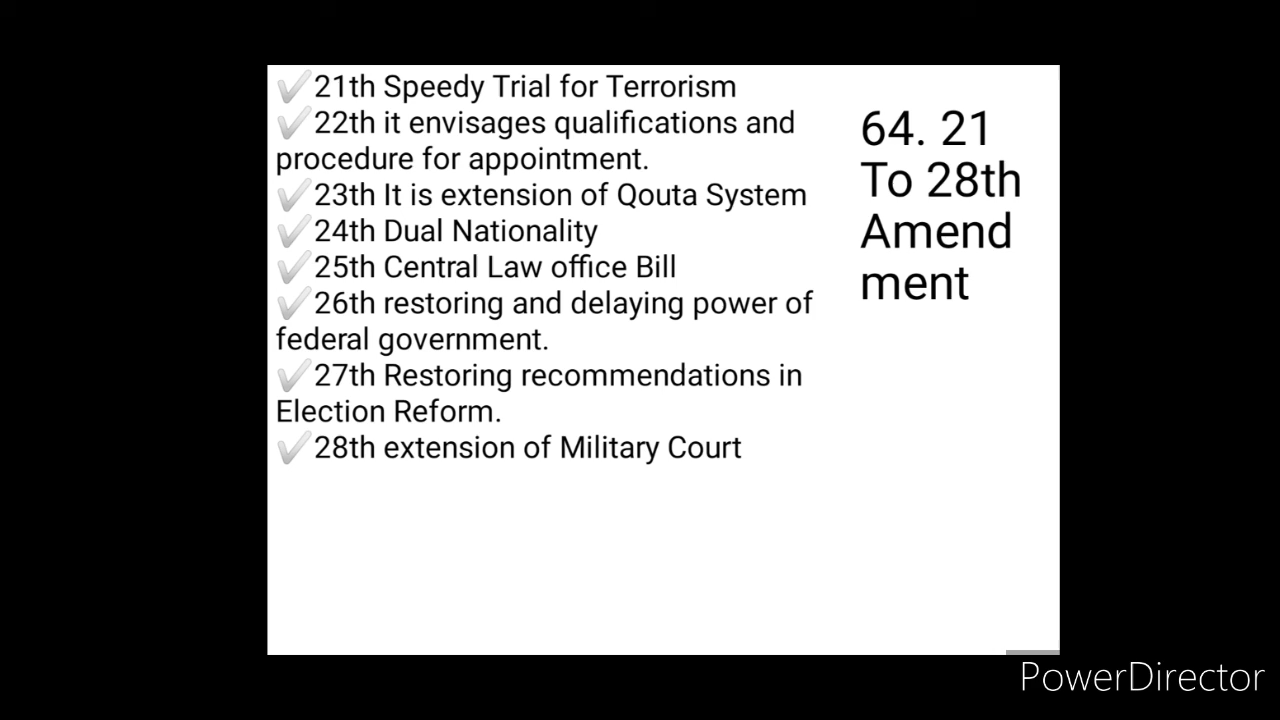 ✔21th Speedy Trial for Terrorism
✔22th it envisages qualifications and
procedure for appointment.
✔23th It is extension of Qouta System
✔24th Dual Nationality
✔25th Central Law office Bill
✔26th restoring and delaying power of
federal government.
✔27th Restoring recommendations in
Election Reform.
✔28th extension of Military Court
64. 21
To 28th
Amend
ment
PowerDirector